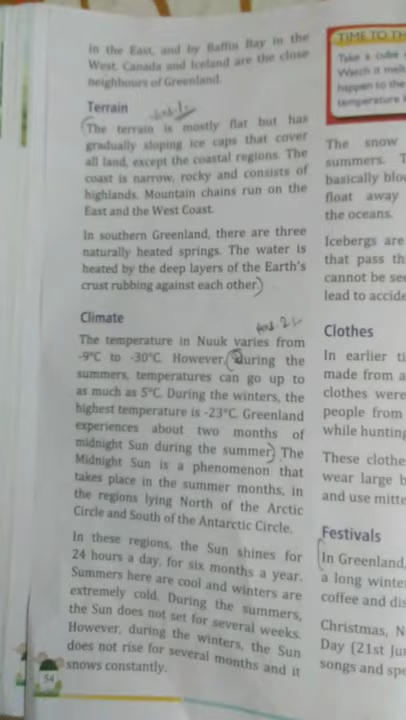 in the East, and by Baffin Bay in the
West. Canada and Iceland are the close
neighbours of Greenland.
Terrain
The terrain is mostly flat but has
gradually sloping ice caps that cover
all land, except the coastal regions. The
coast is narrow, rocky and consists of
highlands. Mountain chains run on the
East and the West Coast.
In southern Greenland, there are three
naturally heated springs. The water is
heated by the deep layers of the Earth's
crust rubbing against each other.
Climate
The temperature in Nuuk varies from
-9°C to -30°C. However, during the
summers, temperatures can go up to
as much as 5°C. During the winters, the
highest temperature is -23°C. Greenland
experiences about two months of
midnight Sun during the summer. The
Midnight Sun is a phenomenon that
takes place in the summer months, in
the regions lying North of the Arctic
Circle and South of the Antarctic Circle.
In these regions, the Sun shines for
24 hours a day, for six months a year.
Summers here are cool and winters are
extremely cold. During the summers,
the Sun does not set for several weeks.
However, during the winters, the Sun
does not rise for several months and it
snows constantly.
54
TIME TO TH
Take a cube
Watch it melt
happen to the
temperature
The snow
summers. T
basically blo
float away
the oceans.
Icebergs are
that pass th
cannot be see
lead to accide
Clothes
In earlier ti
made from a
clothes were
people from
while hunting
These clothe
wear large b
and use mitte
Festivals
In Greenland,
a long winte
coffee and dis
Christmas, N
Day (21st Ju
songs and spe